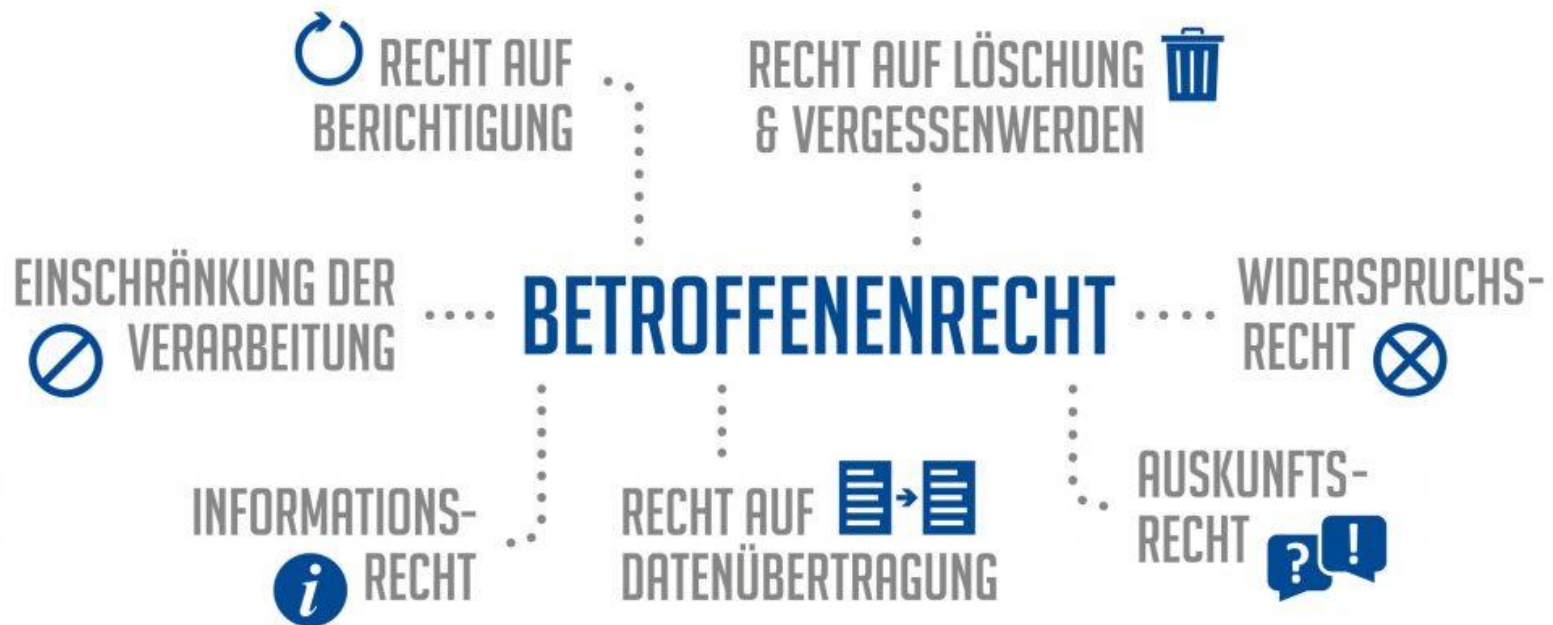 RECHT AUF
BERICHTIGUNG
RECHT AUF LÖSCHUNG
& VERGESSENWERDEN
EINSCHRÄNKUNG DER
VERARBEITUNG
BETROFFENENRECHT
WIDERSPRUCHS-
RECHT
INFORMATIONS-
RECHT
i
RECHT AUF
DATENÜBERTRAGUNG
AUSKUNFTS-
RECHT
? !